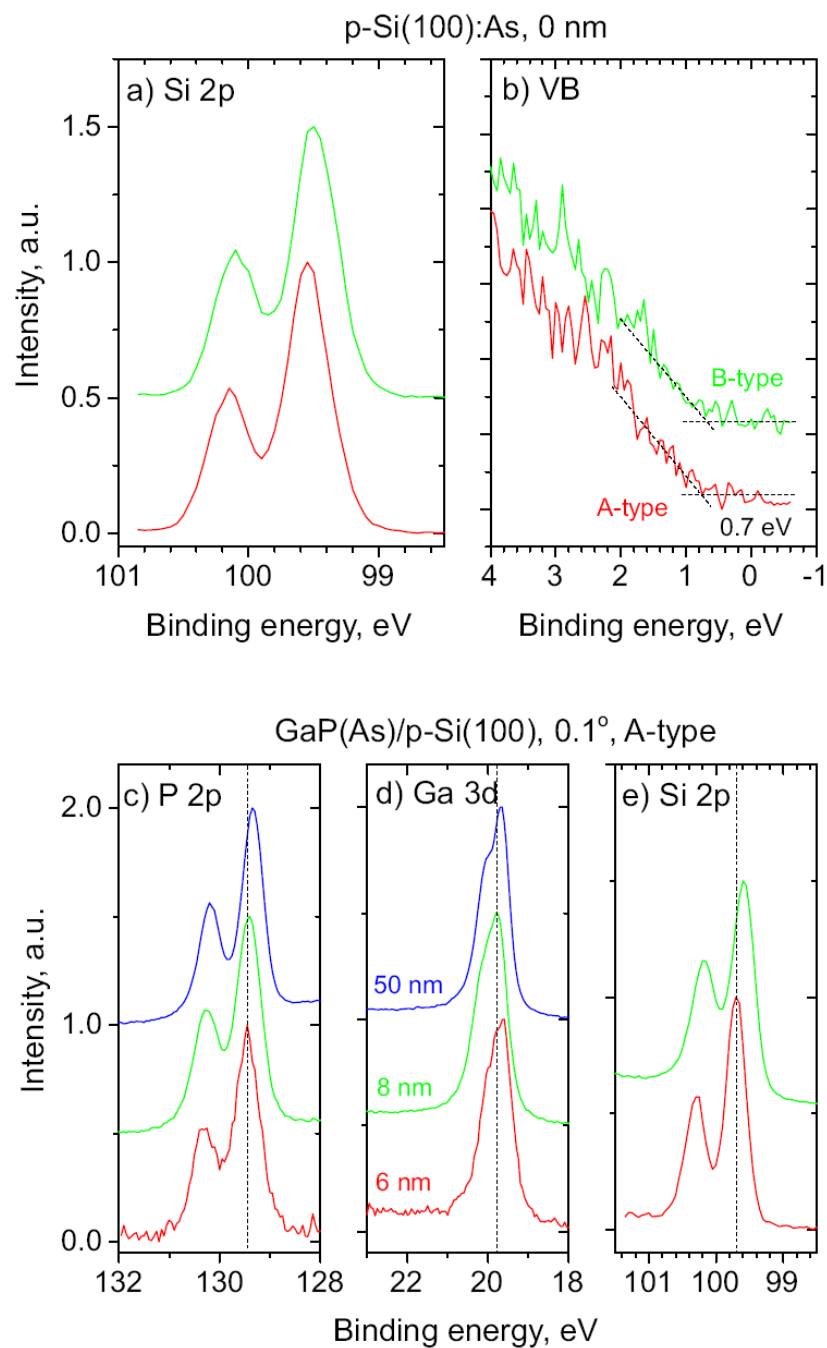 p-Si(100):As, 0 nm
a) Si 2p
b) VB
1.5
1.0
0.5
0.0
Intensity, a.u.
B-type
A-type
0.7 eV
101 100 99
4 3 2 1 0 -1
Binding energy, eV
Binding energy, eV
GaP(As)/p-Si(100), 0.1°, A-type
c) P 2p
d) Ga 3d
e) Si 2p
2.0
1.0
0.0
Intensity, a.u.
50 nm
8 nm
6 nm
132 130 128
22 20 18
101 100 99
Binding energy, eV